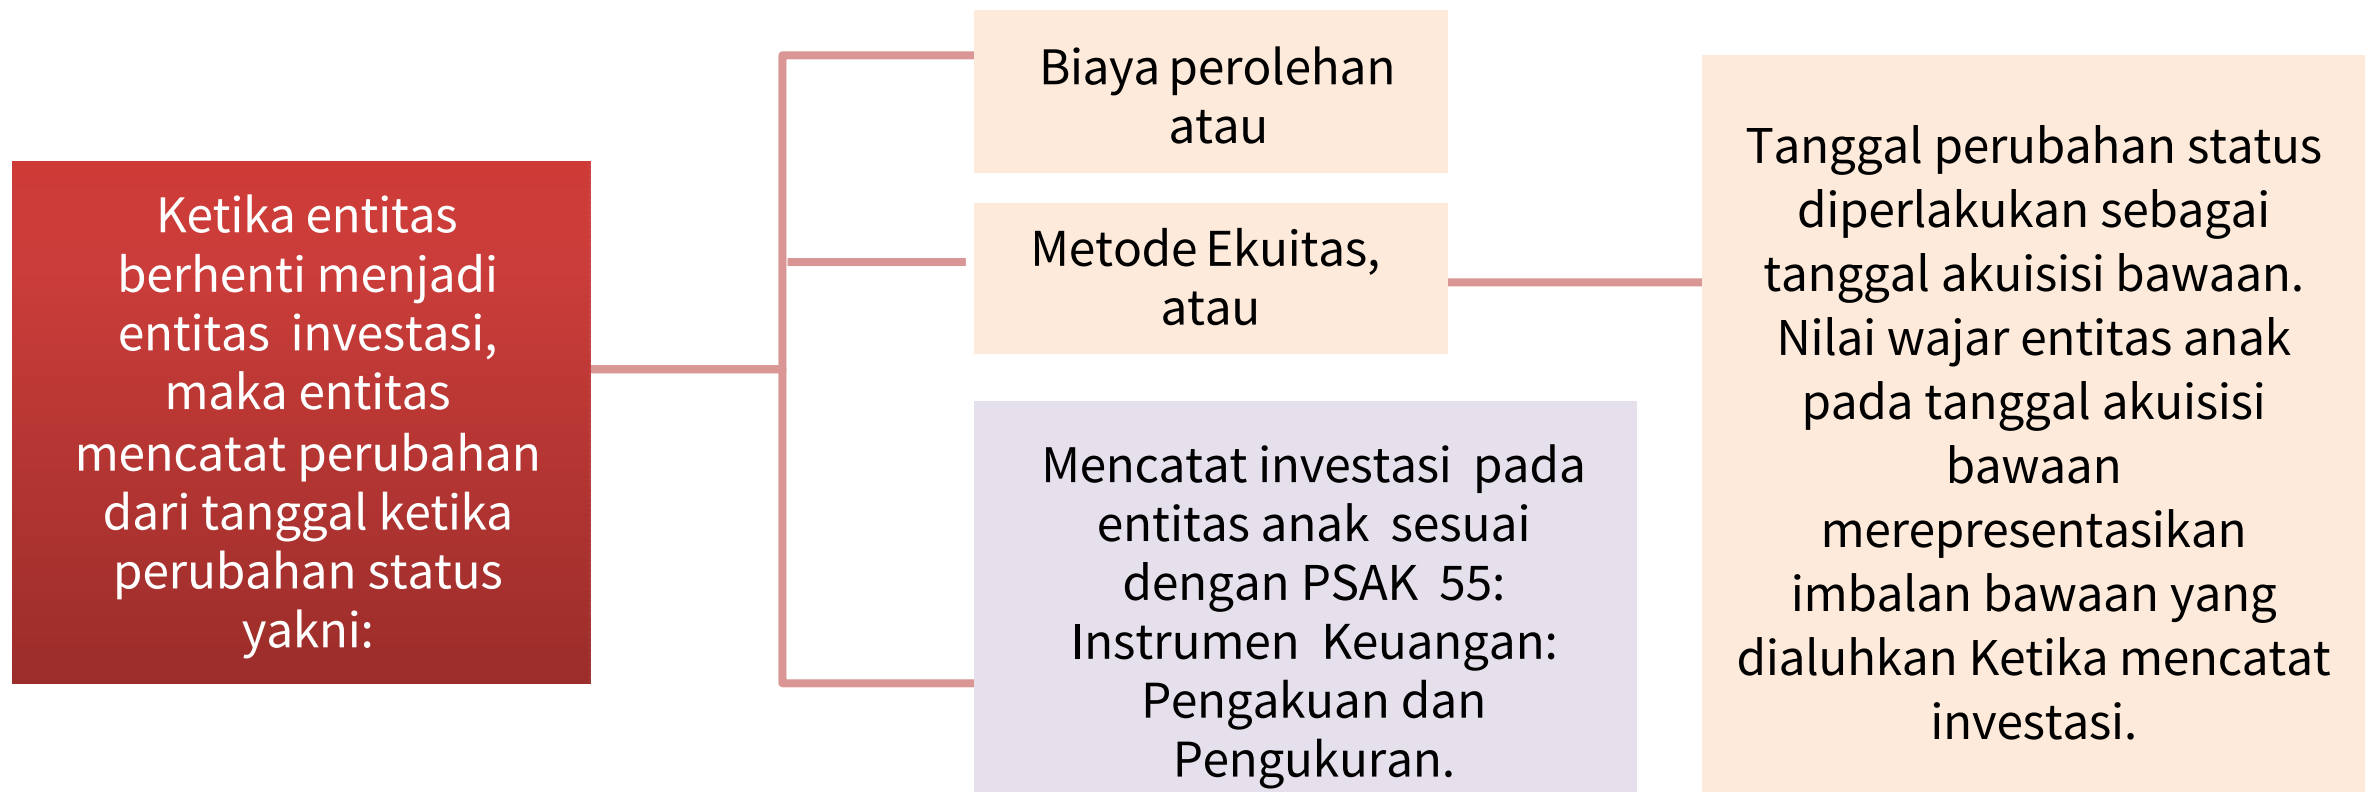 Ketika entitas
berhenti menjadi
entitas investasi,
maka entitas
mencatat perubahan
dari tanggal ketika
perubahan status
yakni:
Biaya perolehan
atau
Metode Ekuitas,
atau
Mencatat investasi pada
entitas anak sesuai
dengan PSAK 55:
Instrumen Keuangan:
Pengakuan dan
Pengukuran.
Tanggal perubahan status
diperlakukan sebagai
tanggal akuisisi bawaan.
Nilai wajar entitas anak
pada tanggal akuisisi
bawaan
merepresentasikan
imbalan bawaan yang
dialuhkan Ketika mencatat
investasi.